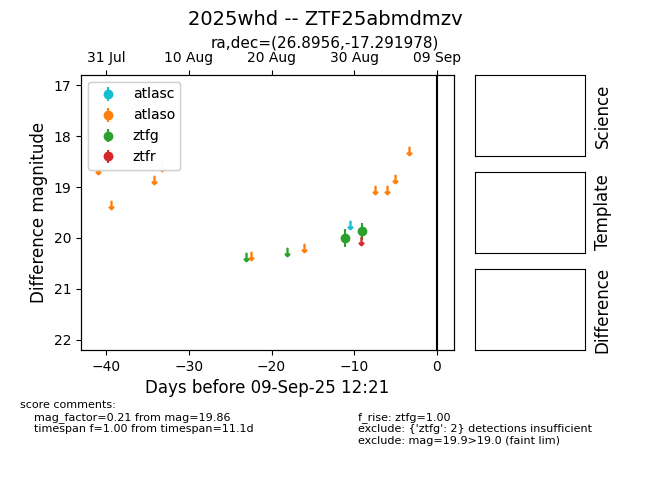 2025whd -- ZTF25abmdmzv
ra,dec=(26.8956,-17.291978)
31 Jul 10 Aug 20 Aug 30 Aug 09 Sep
17
18
19
20
21
22
Difference magnitude
atlasc
atlaso
ztfg
ztfr
−40 −30 −20 −10 0
Days before 09-Sep-25 12:21
Science
Template
Difference
score comments:
mag_factor=0.21 from mag=19.86
timespan f=1.00 from timespan=11.1d
f_rise: ztfg=1.00
exclude: {'ztfg': 2} detections insufficient
exclude: mag=19.9>19.0 (faint lim)